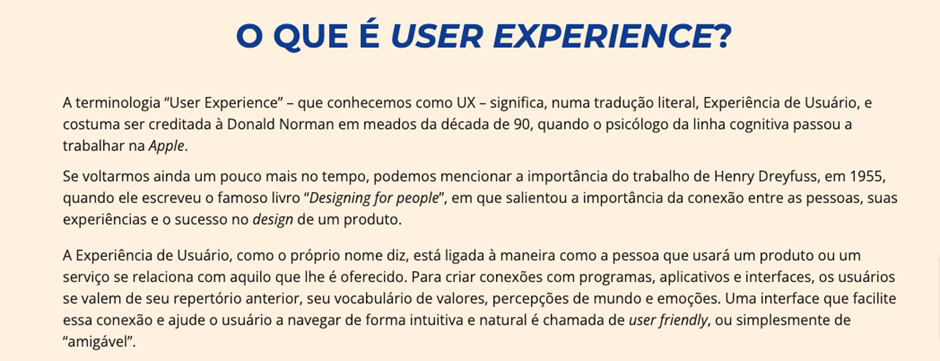 O QUE É USER EXPERIENCE?
A terminologia “User Experience” – que conhecemos como UX – significa, numa tradução literal, Experiência de Usuário, e
costuma ser creditada à Donald Norman em meados da década de 90, quando o psicólogo da linha cognitiva passou a
trabalhar na Apple.
Se voltarmos ainda um pouco mais no tempo, podemos mencionar a importância do trabalho de Henry Dreyfuss, em 1955,
quando ele escreveu o famoso livro “Designing for people”, em que salientou a importância da conexão entre as pessoas, suas
experiências e o sucesso no design de um produto.
A Experiência de Usuário, como o próprio nome diz, está ligada à maneira como a pessoa que usará um produto ou um
serviço se relaciona com aquilo que lhe é oferecido. Para criar conexões com programas, aplicativos e interfaces, os usuários
se valem de seu repertório anterior, seu vocabulário de valores, percepções de mundo e emoções. Uma interface que facilite
essa conexão e ajude o usuário a navegar de forma intuitiva e natural é chamada de user friendly, ou simplesmente de
“amigável”.